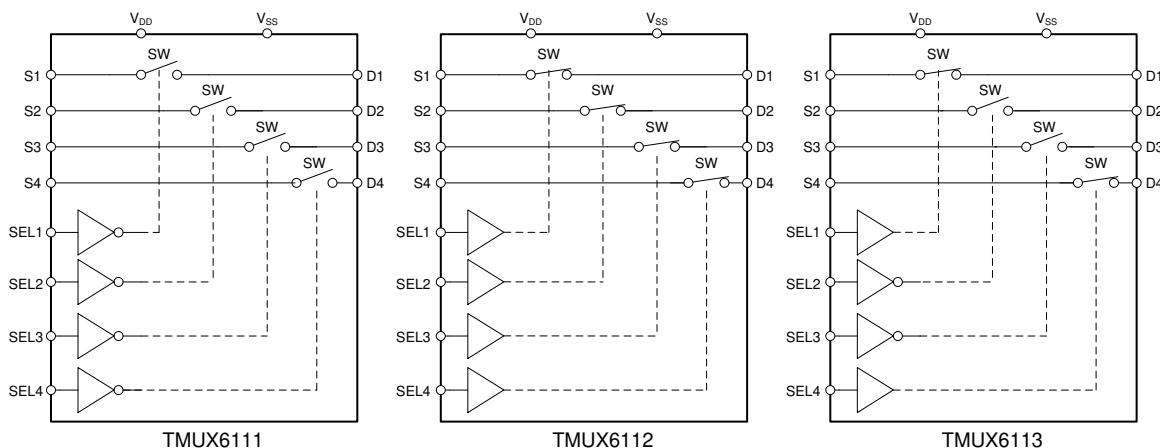 VDD VSS
SW
S1 D1
SW
S2 D2
SW
S3 D3
SW
S4 D4
SEL1
SEL2
SEL3
SEL4
TMUX6111
VDD VSS
SW
S1 D1
SW
S2 D2
SW
S3 D3
SW
S4 D4
SEL1
SEL2
SEL3
SEL4
TMUX6112
VDD VSS
SW
S1 D1
SW
S2 D2
SW
S3 D3
SW
S4 D4
SEL1
SEL2
SEL3
SEL4
TMUX6113